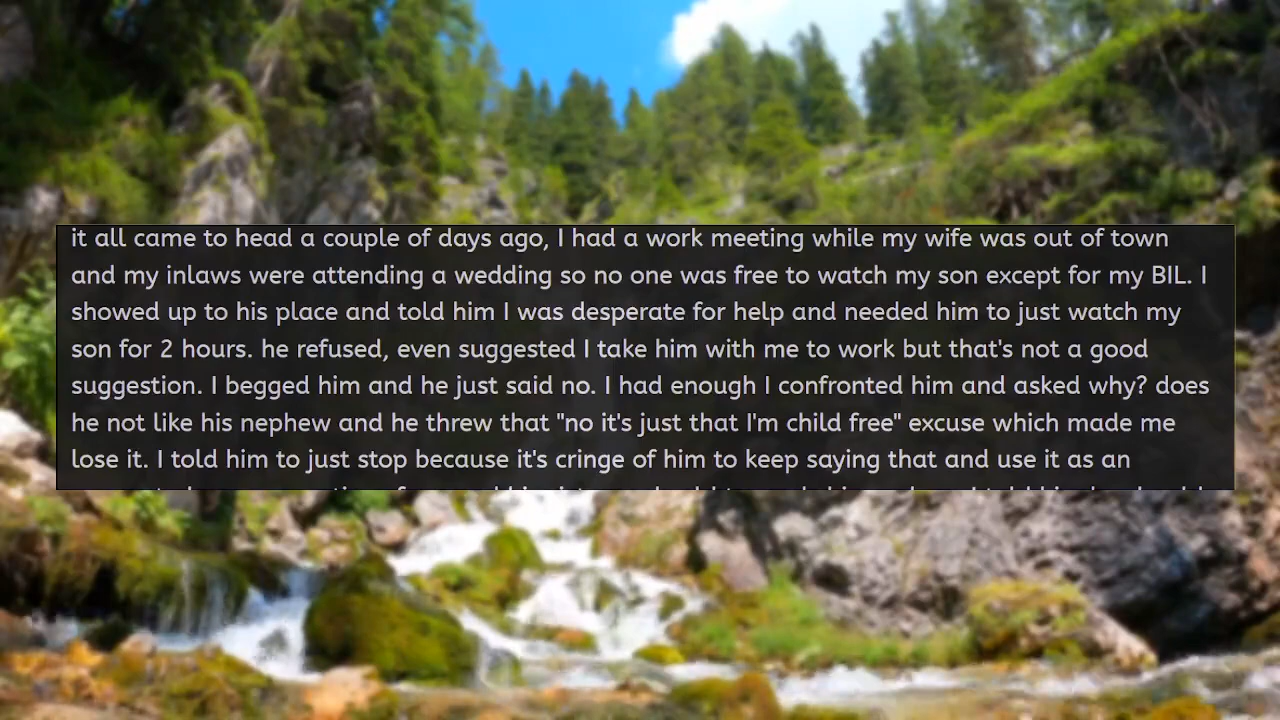 it all came to head a couple of days ago, I had a work meeting while my wife was out of town
and my inlaws were attending a wedding so no one was free to watch my son except for my BIL. I
showed up to his place and told him I was desperate for help and needed him to just watch my
son for 2 hours. he refused, even suggested I take him with me to work but that's not a good
suggestion. I begged him and he just said no. I had enough I confronted him and asked why? does
he not like his nephew and he threw that "no it's just that I'm child free" excuse which made me
lose it. I told him to just stop because it's cringe of him to keep saying that and use it as an